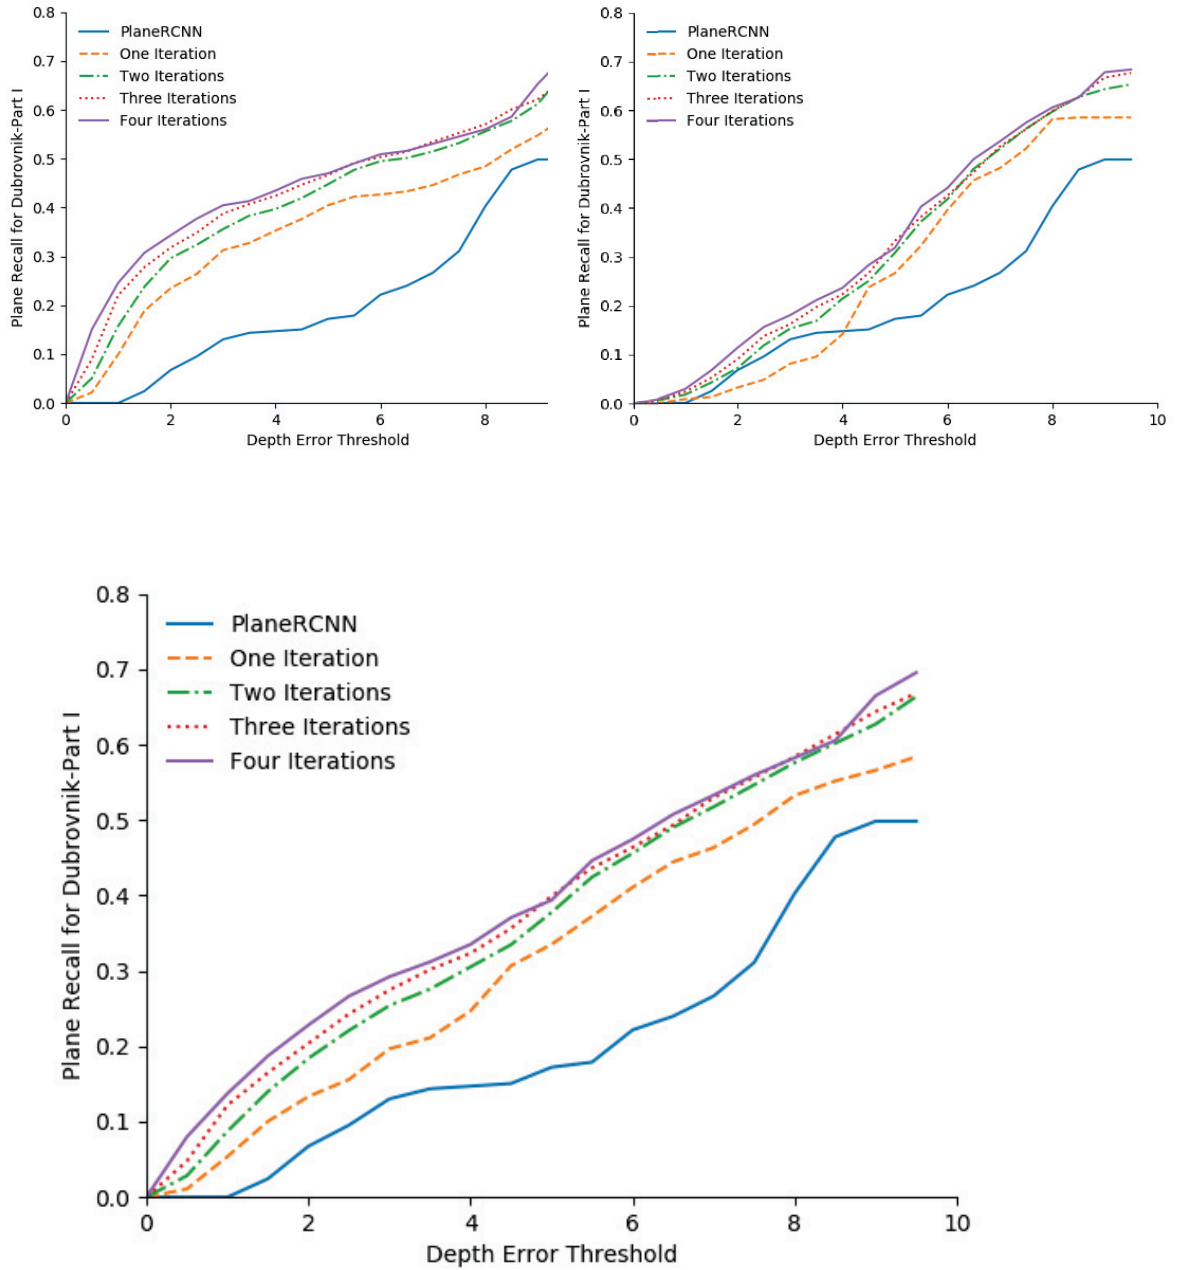 0.8
0.7
0.6
0.5
0.4
0.3
0.2
0.1
0.0
Plane Recall for Dubrovnik-Part I
PlaneRCNN
One Iteration
Two Iterations
Three Iterations
Four Iterations
0 2 4 6 8
Depth Error Threshold
0.8
0.7
0.6
0.5
0.4
0.3
0.2
0.1
0.0
Plane Recall for Dubrovnik-Part I
PlaneRCNN
One Iteration
Two Iterations
Three Iterations
Four Iterations
0 2 4 6 8 10
Depth Error Threshold
0.8
0.7
0.6
0.5
0.4
0.3
0.2
0.1
0.0
Plane Recall for Dubrovnik-Part I
PlaneRCNN
One Iteration
Two Iterations
Three Iterations
Four Iterations
0 2 4 6 8 10
Depth Error Threshold